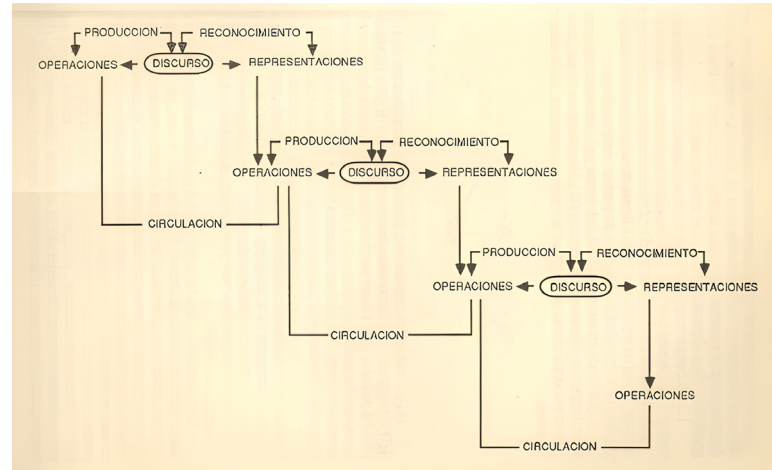 PRODUCCION RECONOCIMIENTO
OPERACIONES DISCURSO REPRESENTACIONES
PRODUCCION RECONOCIMIENTO
OPERACIONES DISCURSO REPRESENTACIONES
CIRCULACION
PRODUCCION RECONOCIMIENTO
OPERACIONES DISCURSO REPRESENTACIONES
CIRCULACION
OPERACIONES
CIRCULACION